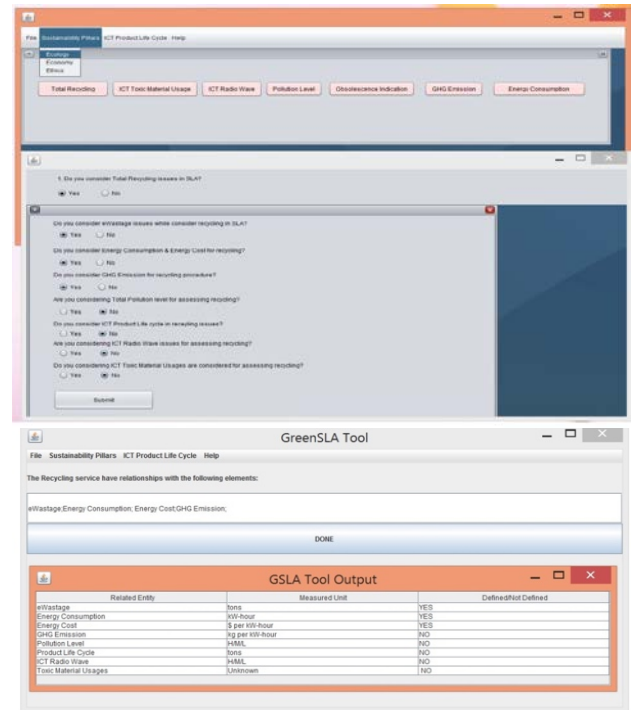 File Sustainability Pillars ICT Product Life Cycle Help
Ecology
Economy
Ethics
Total Recycling ICT Toxic Material Usage ICT Radio Wave Pollution Level Obsolescence Indication GHG Emission Energy Consumption
1. Do you consider Total Recycling issues in SLA?
Yes No
Do you consider eWastage issues while consider recycling in SLA?
Yes No
Do you consider Energy Consumption & Energy Cost for recycling?
Yes No
Do you consider GHG Emission for recycling procedure?
Yes No
Are you considering Total Pollution level for assessing recycling?
Yes No
Do you consider ICT Product Life cycle in recycling issues?
Yes No
Are you considering ICT Radio Wave issues for assessing recycling?
Yes No
Do you considering ICT Toxic Material Usages are considered for assessing recycling?
Yes No
Submit
GreenSLA Tool
File Sustainability Pillars ICT Product Life Cycle Help
The Recycling service have relationships with the following elements:
eWastage;Energy Consumption; Energy Cost;GHG Emission;
DONE
GSLA Tool Output
Related Entity Measured Unit Defined/Not Defined
eWastage tons YES
Energy Consumption kW-hour YES
Energy Cost $ per kW-hour YES
GHG Emission kg per kW-hour NO
Pollution Level H/M/L NO
Product Life Cycle tons NO
ICT Radio Wave H/M/L NO
Toxic Material Usages Unknown NO